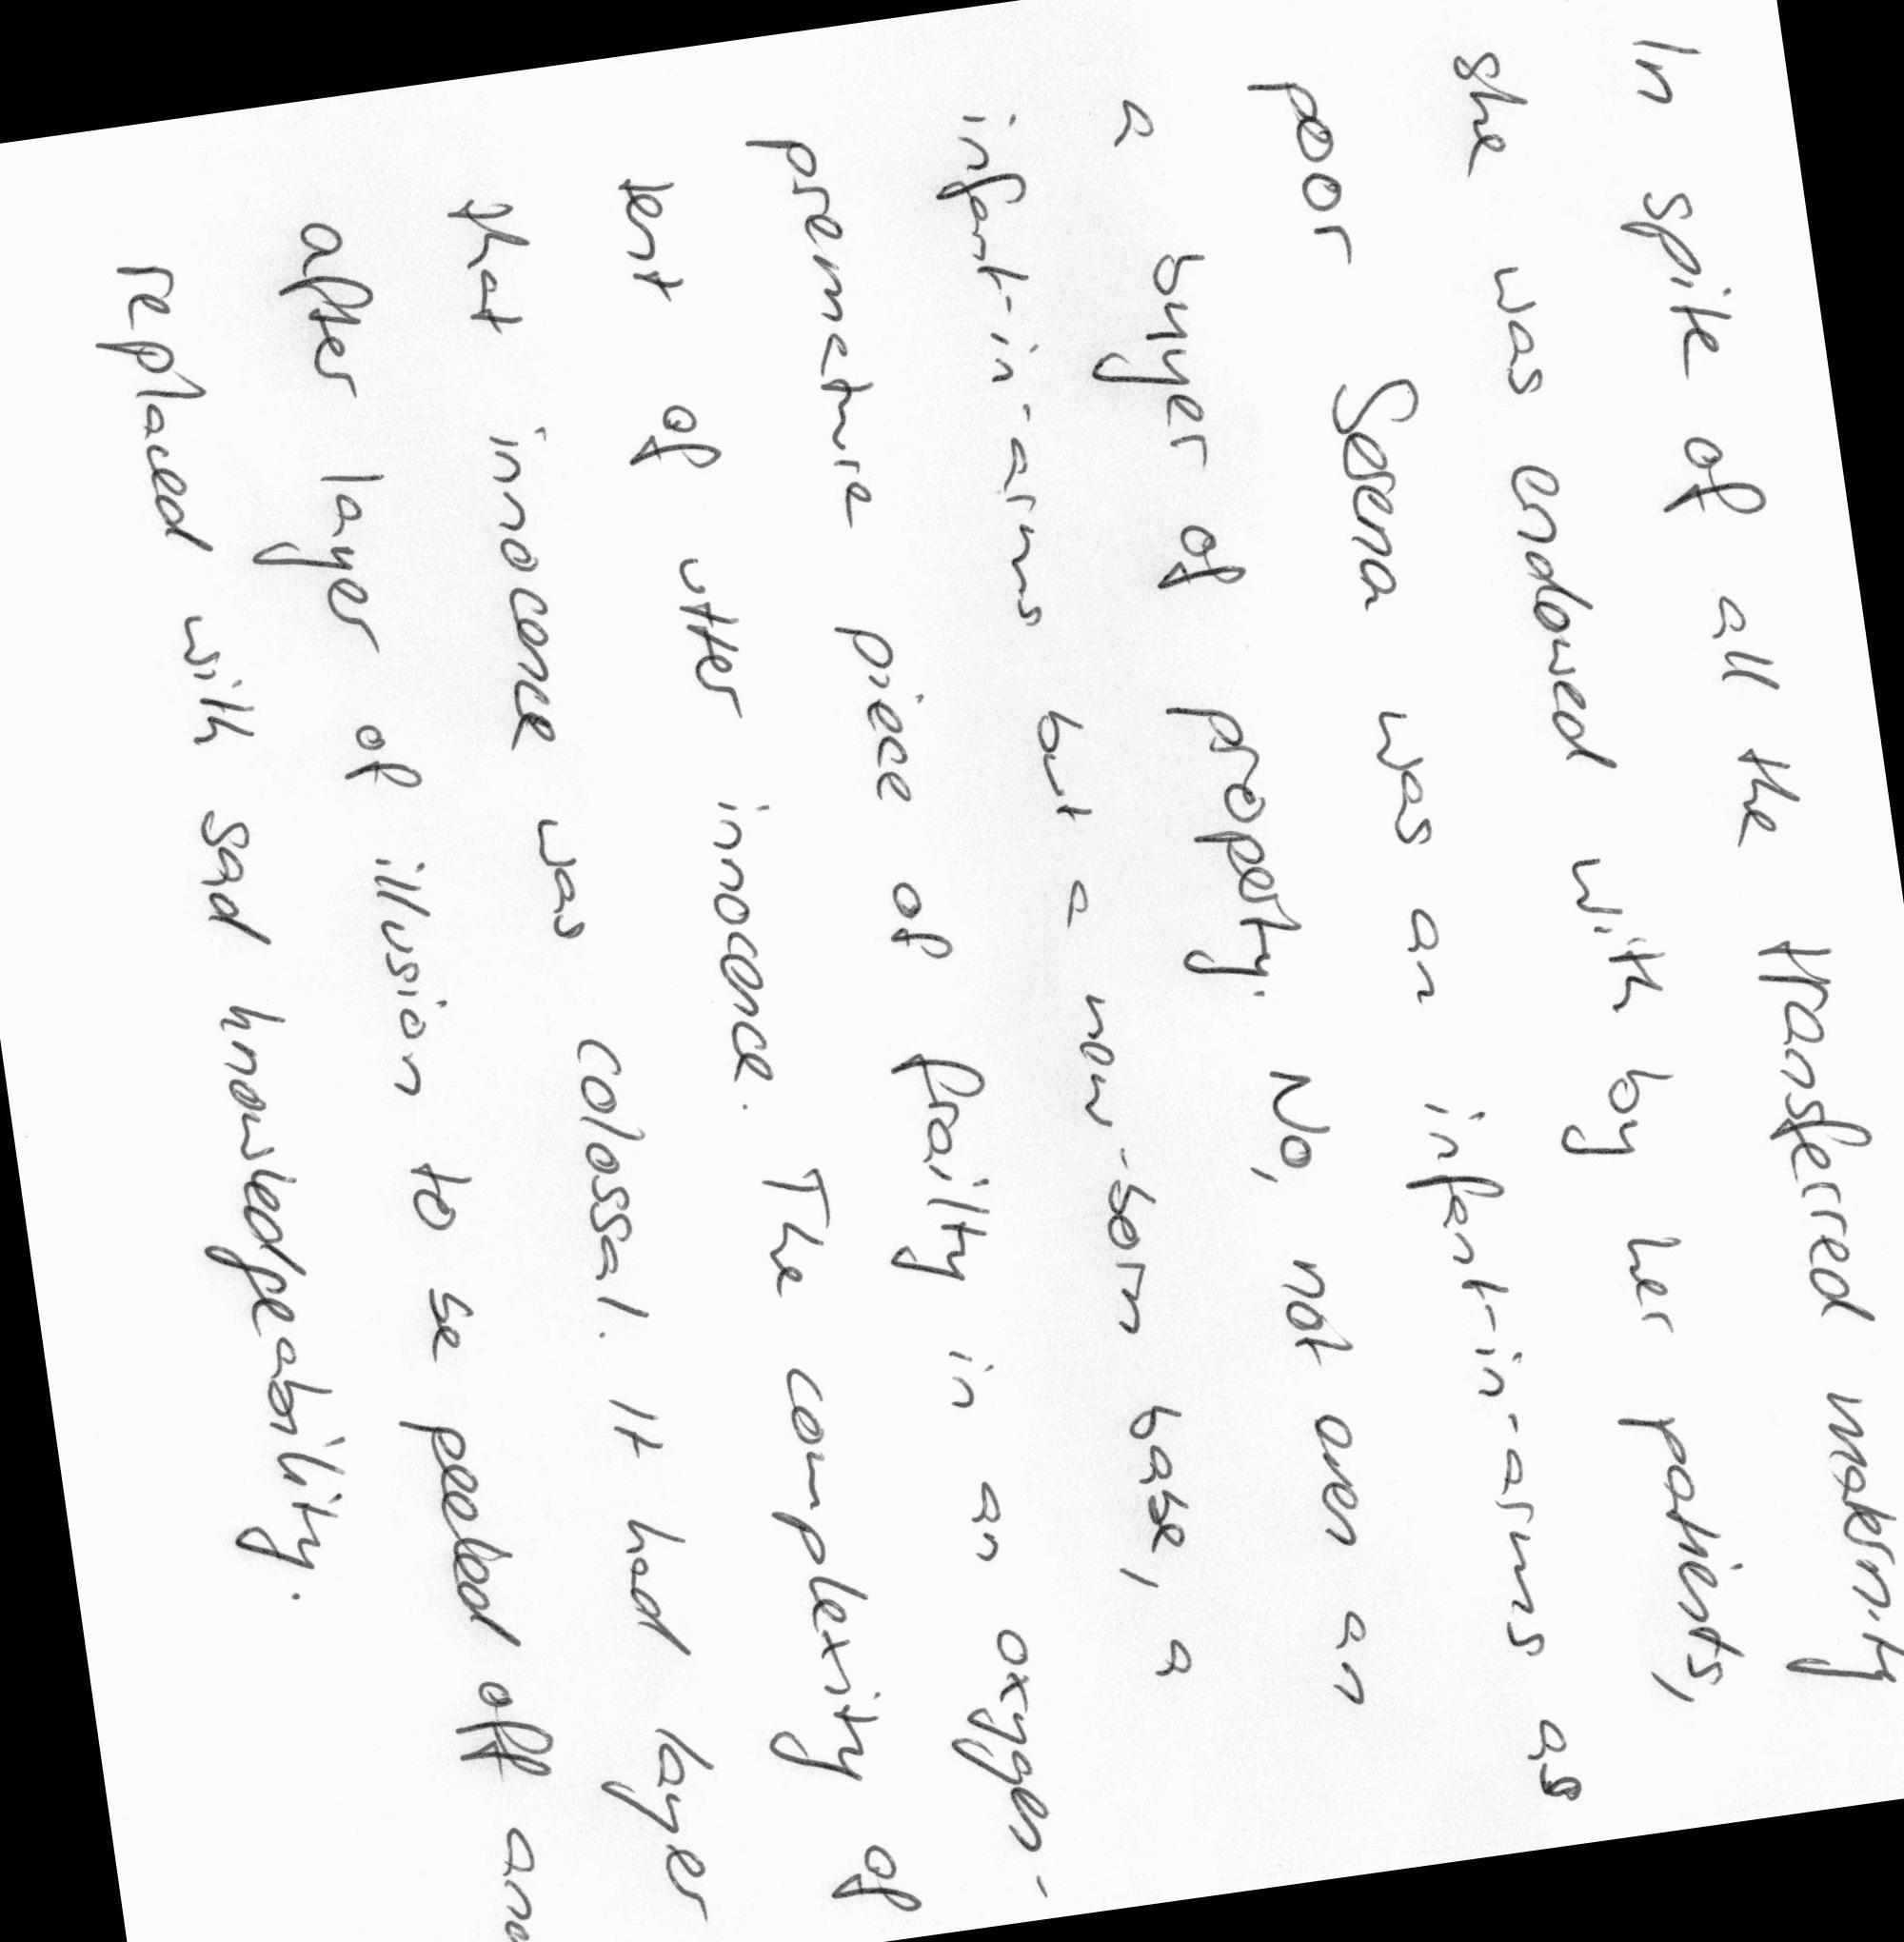 In spite of all the transferred maternity
she was endowed with by her patients,
poor Serena was an infant-in-arms as
a buyer of property. No, not even an
infant-in-arms but a new-born babe, a
premature piece of frailty in an oxygen-
tent of utter innocence. The complexity of
that innocence was colossal. It had layer
after layer of illusion to be peeled off and
replaced with sad knowledgeability.